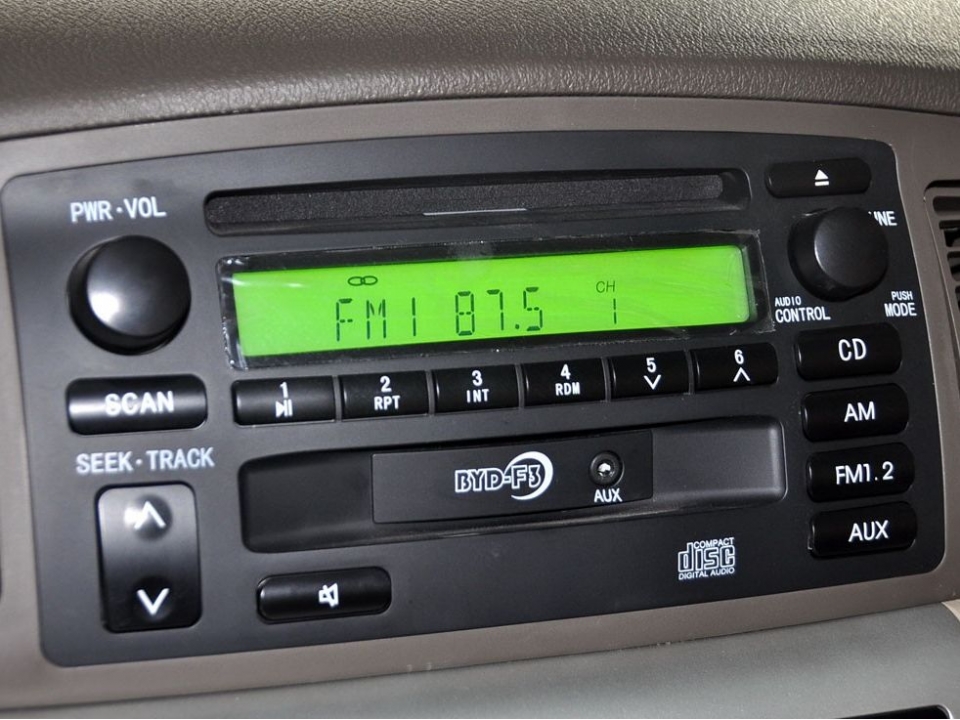 PWR·VOL
FM1 87.5
CH
1
AUDIO
CONTROL
PUSH
MODE
1
2
RPT
3
INT
4
RDM
5
6
CD
SCAN
AM
SEEK·TRACK
BYD-F3
AUX
FM1.2
AUX
COMPACT
disc
DIGITAL AUDIO